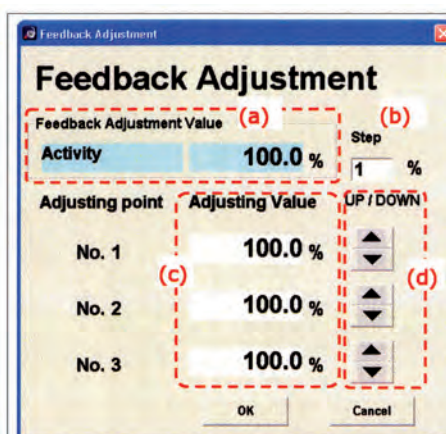 Feedback Adjustment
Feedback Adjustment
(a) (b)
Feedback Adjustment Value
Step
Activity 100.0 %
1 %
Adjusting point Adjusting Value UP / DOWN
No. 1 100.0 %
(c) (d)
No. 2 100.0 %
No. 3 100.0 %
OK Cancel